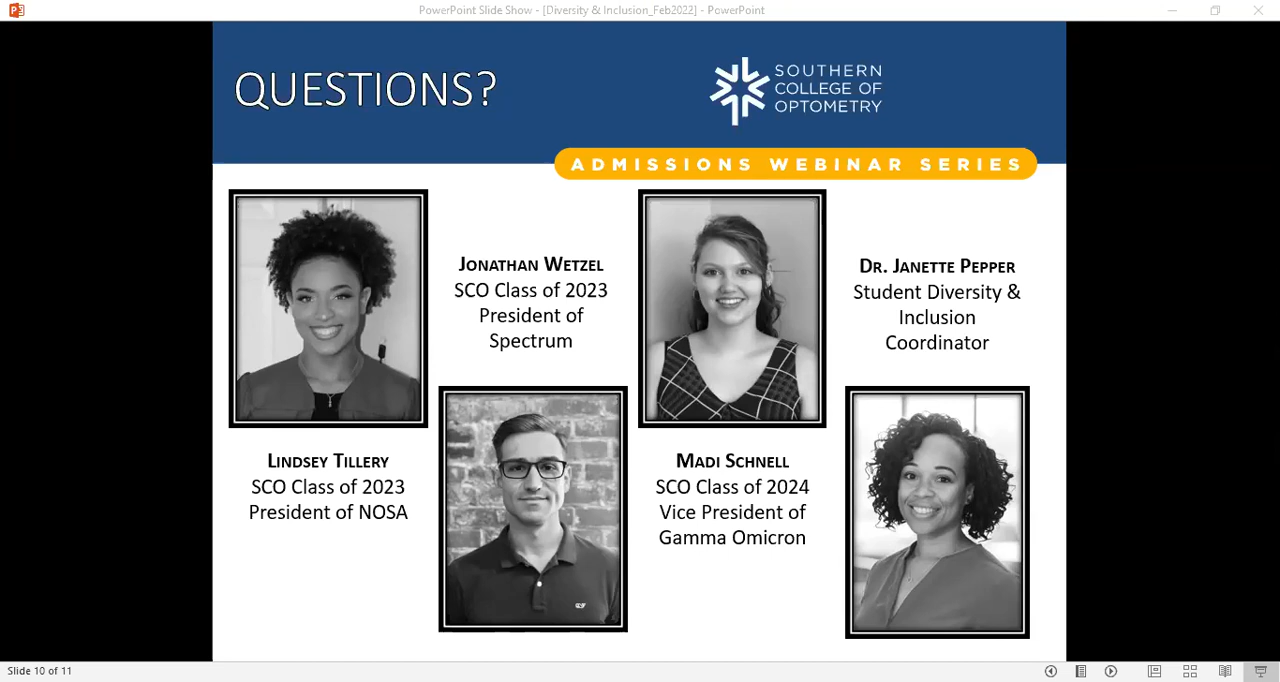 PowerPoint Slide Show - [Diversity & Inclusion_Feb2022] - PowerPoint
QUESTIONS?
SOUTHERN
COLLEGE OF
OPTOMETRY
ADMISSIONS WEBINAR SERIES
JONATHAN WETZEL
SCO Class of 2023
President of
Spectrum
DR. JANETTE PEPPER
Student Diversity &
Inclusion
Coordinator
LINDSEY TILLERY
SCO Class of 2023
President of NOSA
MADI SCHNELL
SCO Class of 2024
Vice President of
Gamma Omicron
Slide 10 of 11